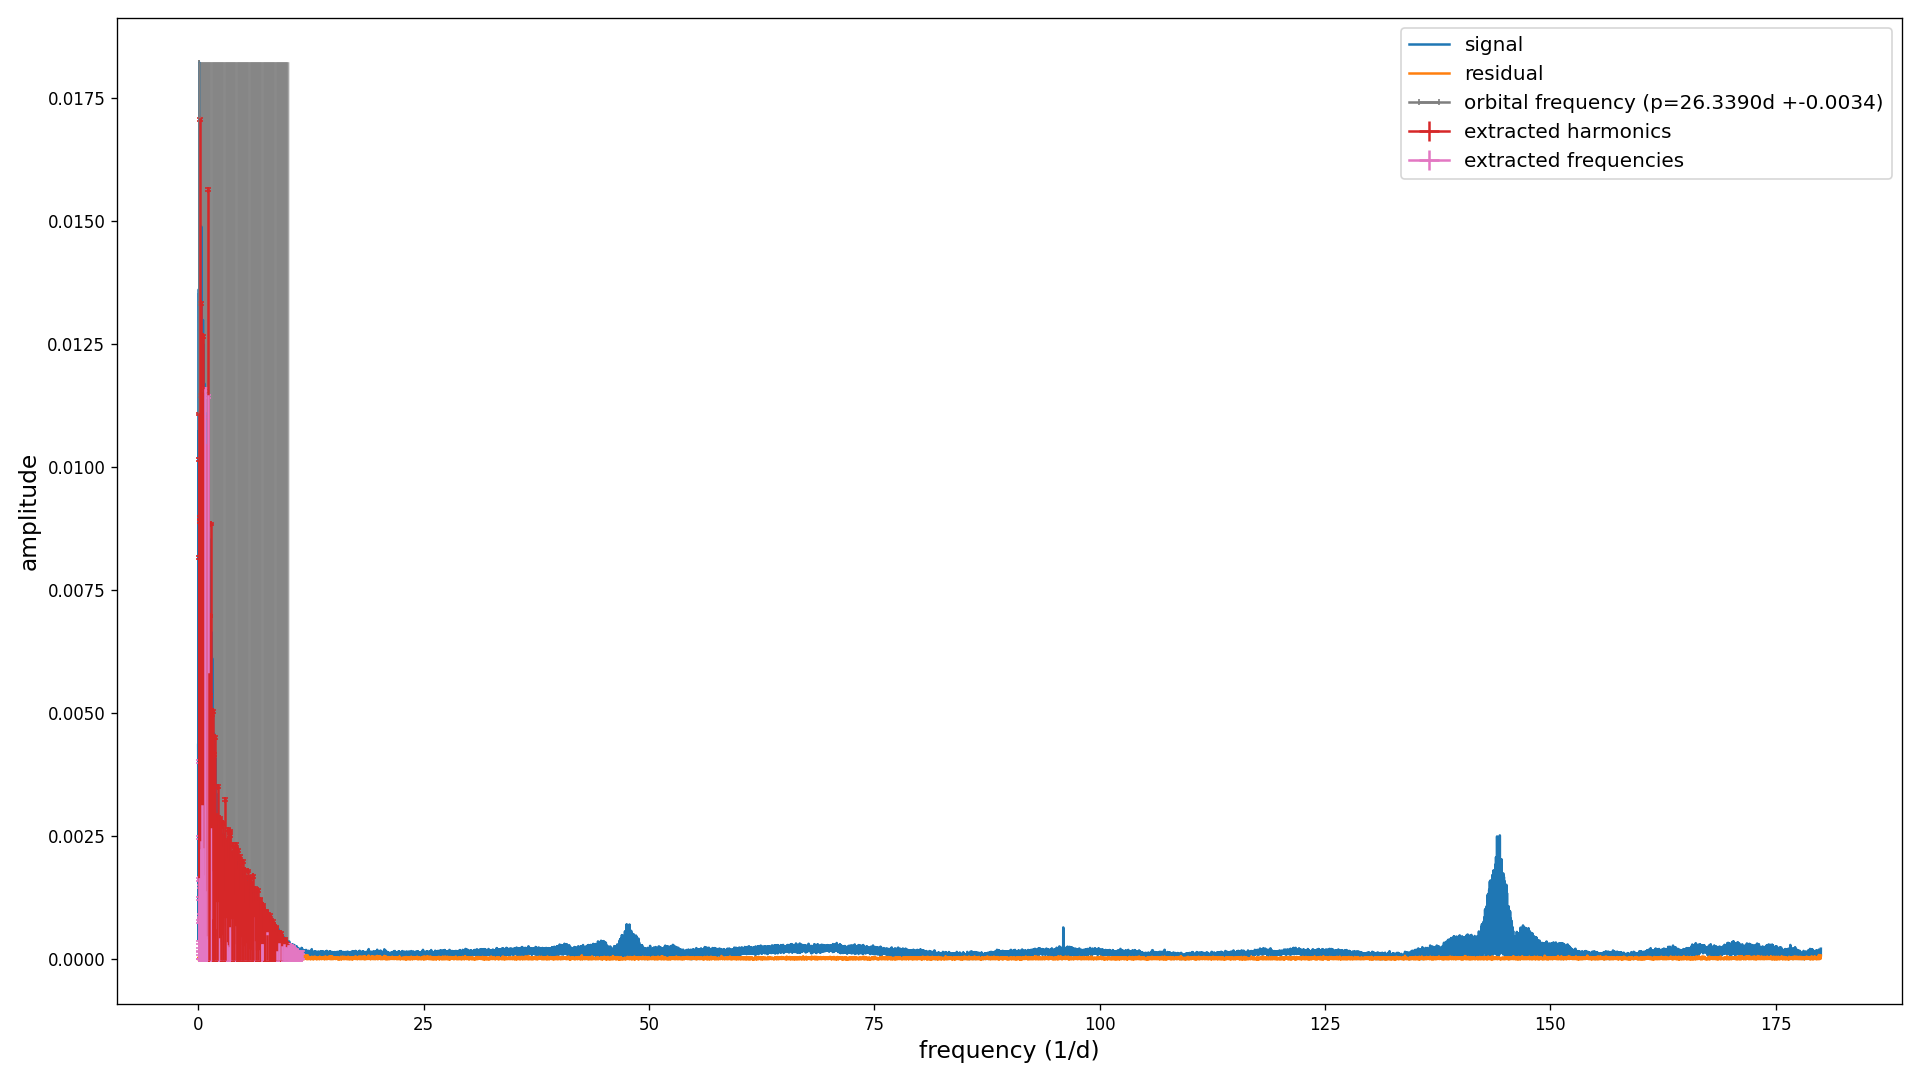 signal
residual
orbital frequency (p=26.3390d +-0.0034)
extracted harmonics
extracted frequencies
amplitude
0.0175
0.0150
0.0125
0.0100
0.0075
0.0050
0.0025
0.0000
0 25 50 75 100 125 150 175
frequency (1/d)